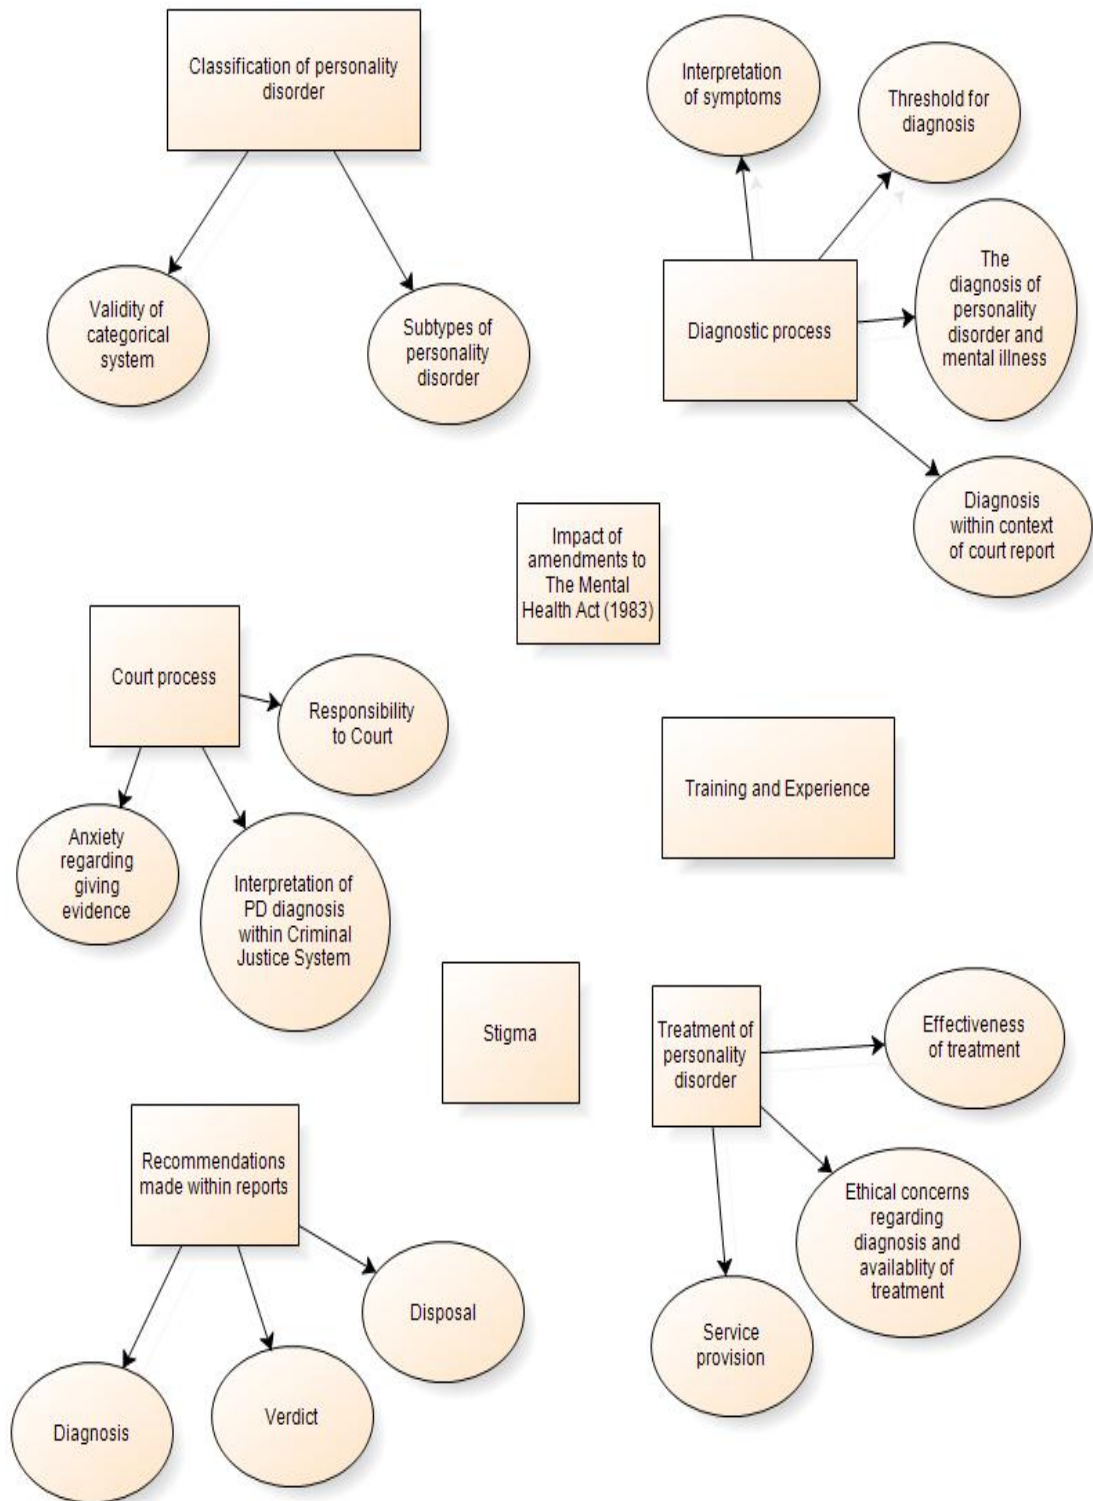 Classification of personality
disorder
Validity of
categorical
system
Subtypes of
personality
disorder
Interpretation
of symptoms
Threshold for
diagnosis
Diagnostic process
The
diagnosis of
personality
disorder and
mental illness
Diagnosis
within context
of court report
Impact of
amendments to
The Mental
Health Act (1983)
Court process
Responsibility
to Court
Anxiety
regarding
giving
evidence
Interpretation of
PD diagnosis
within Criminal
Justice System
Training and Experience
Stigma
Treatment of
personality
disorder
Effectiveness
of treatment
Ethical concerns
regarding
diagnosis and
availablity of
treatment
Service
provision
Recommendations
made within reports
Disposal
Verdict
Diagnosis